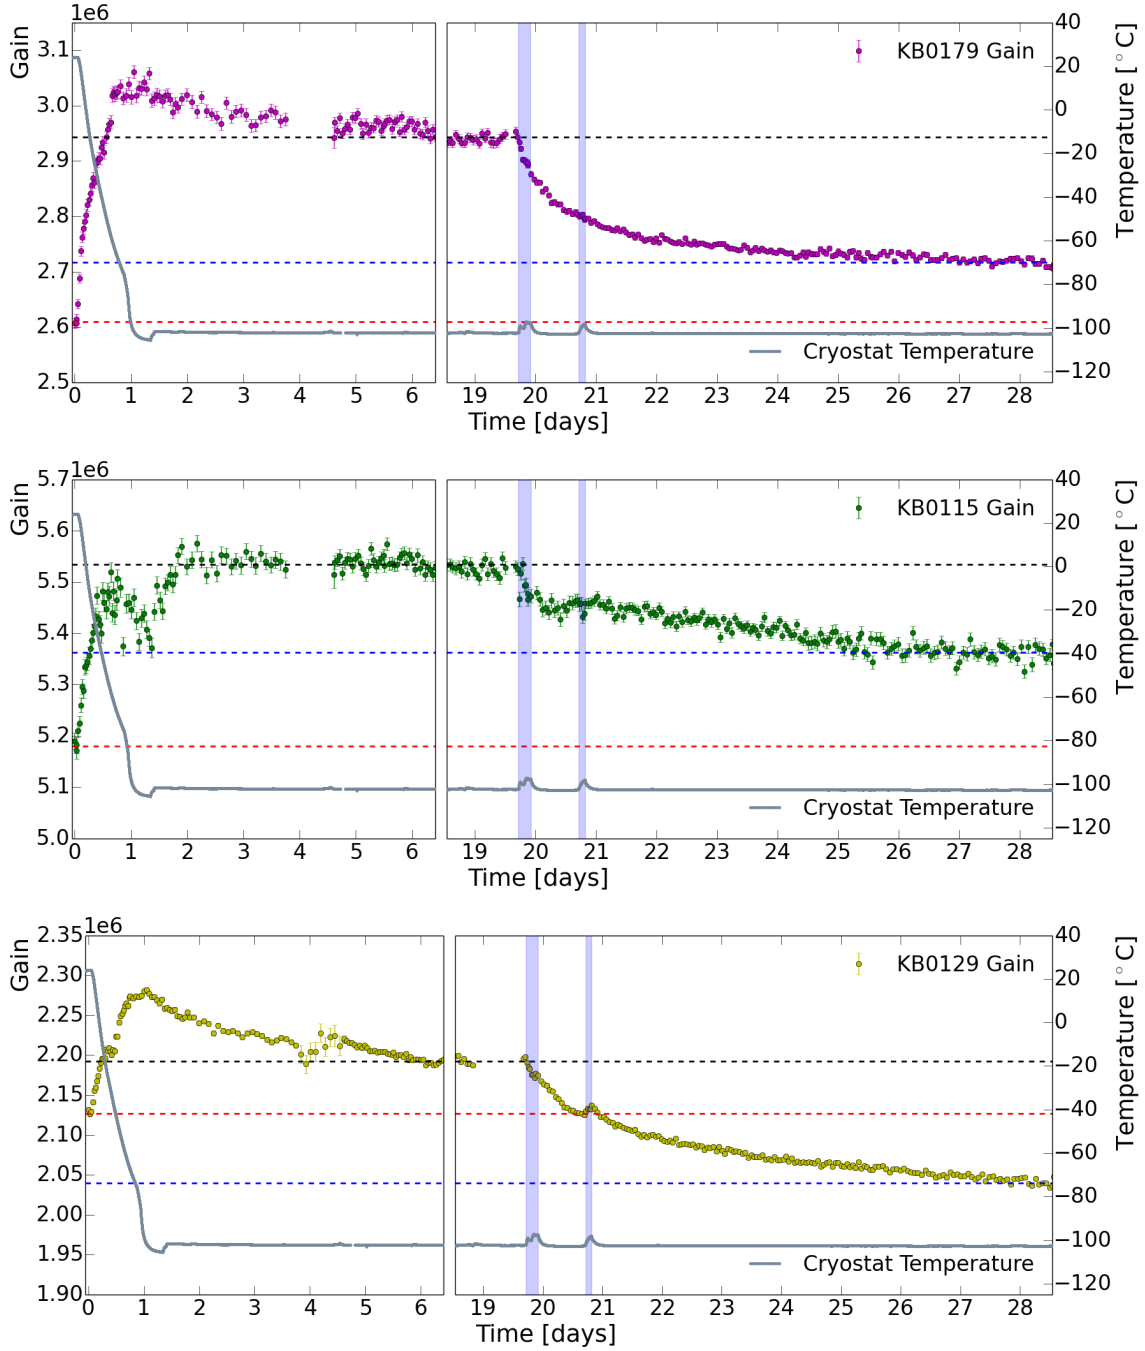 1e6
Gain
Temperature [°C]
3.1
3.0
2.9
2.8
2.7
2.6
2.5
40
20
0
−20
−40
−60
−80
−100
−120
KB0179 Gain
Cryostat Temperature
0 1 2 3 4 5 6 19 20 21 22 23 24 25 26 27 28
Time [days]
1e6
Gain
Temperature [°C]
5.7
5.6
5.5
5.4
5.3
5.2
5.1
5.0
40
20
0
−20
−40
−60
−80
−100
−120
KB0115 Gain
Cryostat Temperature
0 1 2 3 4 5 6 19 20 21 22 23 24 25 26 27 28
Time [days]
1e6
Gain
Temperature [°C]
2.35
2.30
2.25
2.20
2.15
2.10
2.05
2.00
1.95
1.90
40
20
0
−20
−40
−60
−80
−100
−120
KB0129 Gain
Cryostat Temperature
0 1 2 3 4 5 6 19 20 21 22 23 24 25 26 27 28
Time [days]